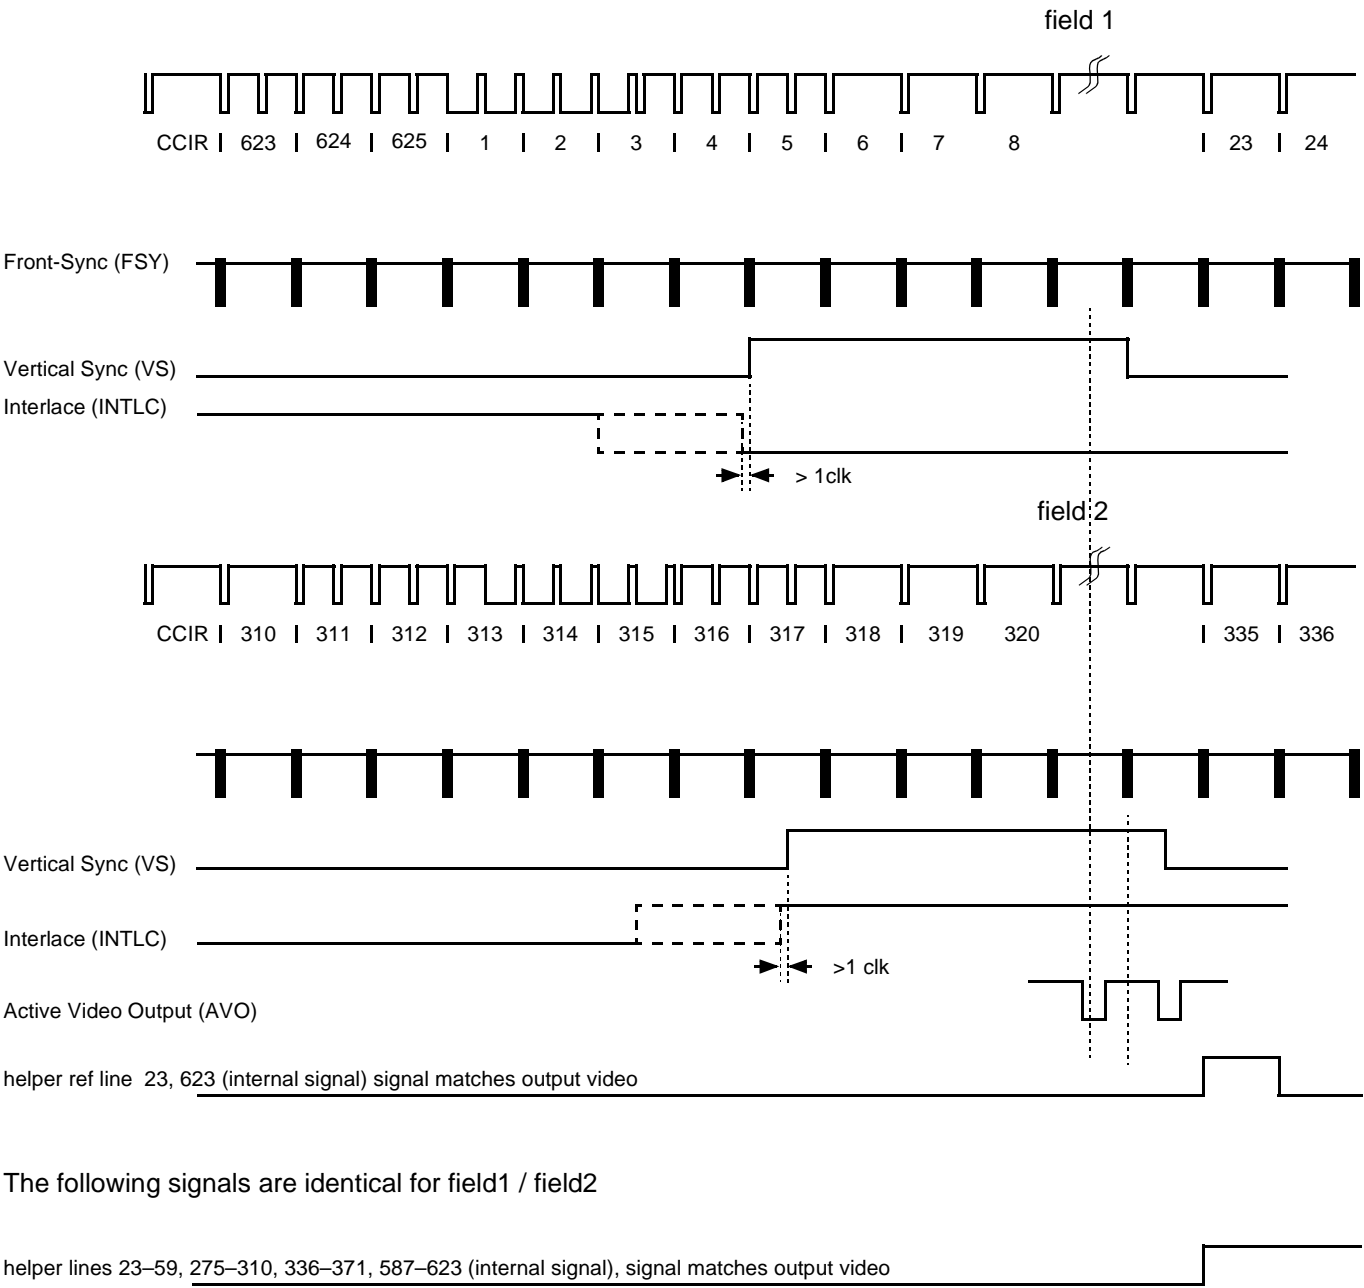 field 1
CCIR 623 624 625 1 2 3 4 5 6 7 8 23 24
Front-Sync (FSY)
Vertical Sync (VS)
Interlace (INTLC)
> 1clk
field 2
CCIR 310 311 312 313 314 315 316 317 318 319 320 335 336
Vertical Sync (VS)
Interlace (INTLC)
>1 clk
Active Video Output (AVO)
helper ref line 23, 623 (internal signal) signal matches output video
The following signals are identical for field1 / field2
helper lines 23–59, 275–310, 336–371, 587–623 (internal signal), signal matches output video